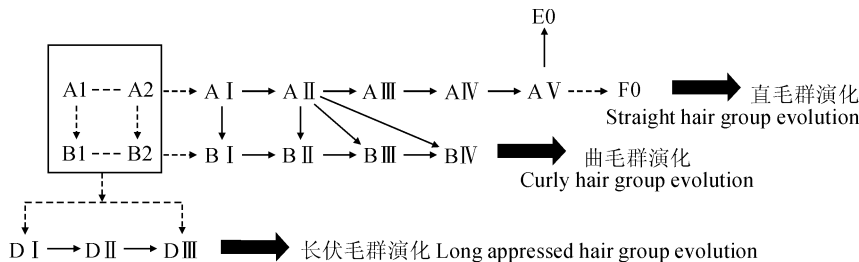 E0
A1 A2 AⅠ AⅡ AⅢ AⅣ AⅤ F0 直毛群演化
Straight hair group evolution
B1 B2 BⅠ BⅡ BⅢ BⅣ 曲毛群演化
Curly hair group evolution
DⅠ DⅡ DⅢ 长伏毛群演化 Long appressed hair group evolution